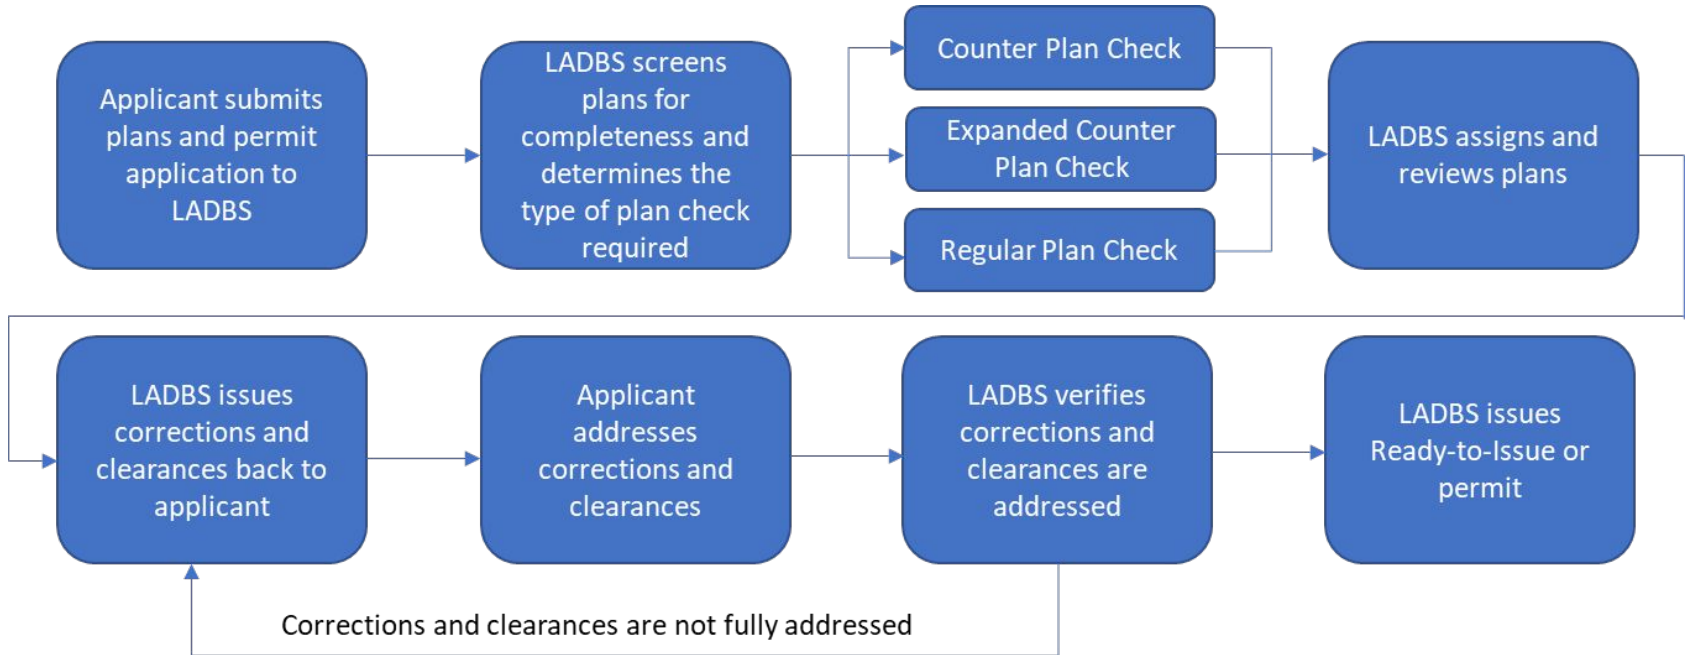 Applicant submits
plans and permit
application to
LADBS
LADBS screens
plans for
completeness and
determines the
type of plan check
required
Counter Plan Check
Expanded Counter
Plan Check
Regular Plan Check
LADBS assigns and
reviews plans
LADBS issues
corrections and
clearances back to
applicant
Applicant
addresses
corrections and
clearances
LADBS verifies
corrections and
clearances are
addressed
LADBS issues
Ready-to-Issue or
permit
Corrections and clearances are not fully addressed